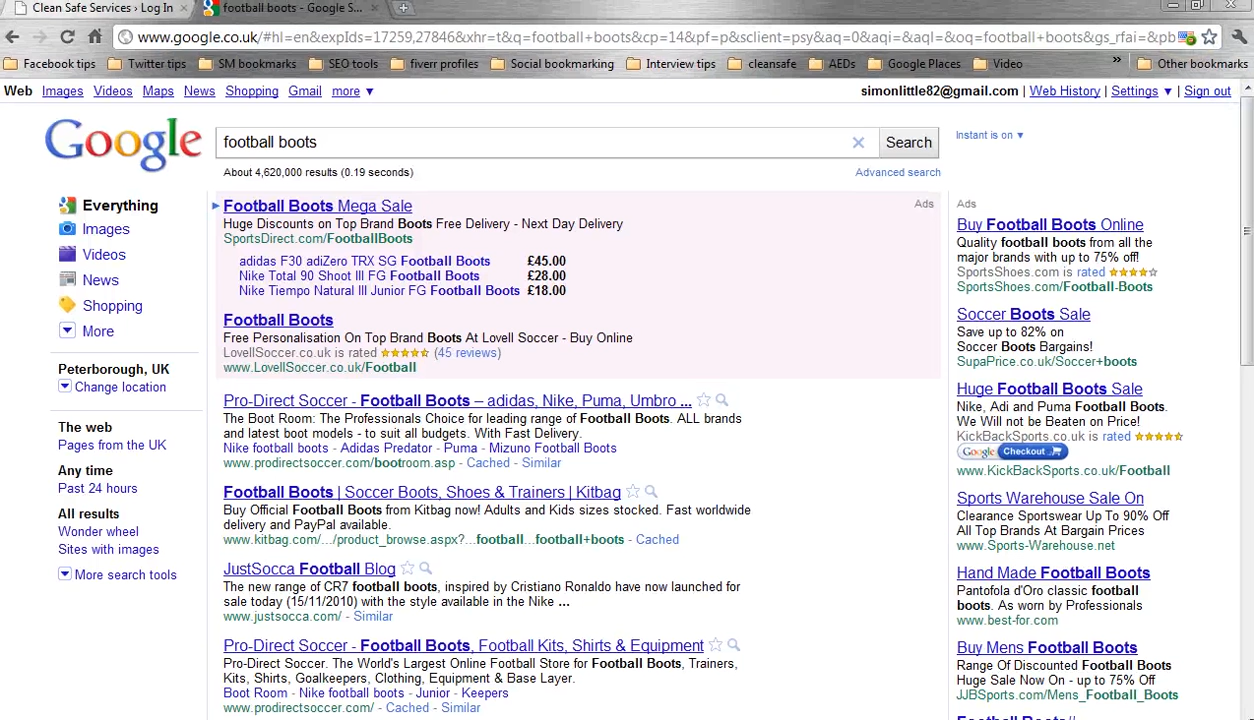 Clean Safe Services › Log In
football boots - Google S...
www.google.co.uk/#hl=en&expIds=17259,27846&xhr=t&q=football+boots&cp=14&pf=p&sclient=psy&aq=0&aqi=&aql=&oq=football+boots&gs_rfai=&pb
Facebook tips Twitter tips SM bookmarks SEO tools fiverr profiles Social bookmarking Interview tips cleansafe AEDs Google Places Video » Other bookmarks
Web Images Videos Maps News Shopping Gmail more ▼ simonlittle82@gmail.com | Web History | Settings ▼ | Sign out
Google
football boots
Search
Instant is on ▼
About 4,620,000 results (0.19 seconds)
Advanced search
Everything
Images
Videos
News
Shopping
More
Peterborough, UK
Change location
The web
Pages from the UK
Any time
Past 24 hours
All results
Wonder wheel
Sites with images
More search tools
Football Boots Mega Sale
Ads
Huge Discounts on Top Brand Boots Free Delivery - Next Day Delivery
SportsDirect.com/FootballBoots
adidas F30 adiZero TRX SG Football Boots £45.00
Nike Total 90 Shoot III FG Football Boots £28.00
Nike Tiempo Natural III Junior FG Football Boots £18.00
Football Boots
Free Personalisation On Top Brand Boots At Lovell Soccer - Buy Online
LovellSoccer.co.uk is rated (45 reviews)
www.LovellSoccer.co.uk/Football
Pro-Direct Soccer - Football Boots – adidas, Nike, Puma, Umbro ...
The Boot Room: The Professionals Choice for leading range of Football Boots. ALL brands
and latest boot models - to suit all budgets. With Fast Delivery.
Nike football boots - Adidas Predator - Puma - Mizuno Football Boots
www.prodirectsoccer.com/bootroom.asp - Cached - Similar
Football Boots | Soccer Boots, Shoes & Trainers | Kitbag
Buy Official Football Boots from Kitbag now! Adults and Kids sizes stocked. Fast worldwide
delivery and PayPal available.
www.kitbag.com/.../product_browse.aspx?...football...football+boots - Cached
JustSocca Football Blog
The new range of CR7 football boots, inspired by Cristiano Ronaldo have now launched for
sale today (15/11/2010) with the style available in the Nike ...
www.justsocca.com/ - Similar
Pro-Direct Soccer - Football Boots, Football Kits, Shirts & Equipment
Pro-Direct Soccer. The World's Largest Online Football Store for Football Boots, Trainers,
Kits, Shirts, Goalkeepers, Clothing, Equipment & Base Layer.
Boot Room - Nike football boots - Junior - Keepers
www.prodirectsoccer.com/ - Cached - Similar
Ads
Buy Football Boots Online
Quality football boots from all the
major brands with up to 75% off!
SportsShoes.com is rated
SportsShoes.com/Football-Boots
Soccer Boots Sale
Save up to 82% on
Soccer Boots Bargains!
SupaPrice.co.uk/Soccer+boots
Huge Football Boots Sale
Nike, Adi and Puma Football Boots.
We Will not be Beaten on Price!
KickBackSports.co.uk is rated
Google Checkout
www.KickBackSports.co.uk/Football
Sports Warehouse Sale On
Clearance Sportswear Up To 90% Off
All Top Brands At Bargain Prices
www.Sports-Warehouse.net
Hand Made Football Boots
Pantofola d'Oro classic football
boots. As worn by Professionals
www.best-for.com
Buy Mens Football Boots
Range Of Discounted Football Boots
Huge Sale Now On - up to 75% Off
JJBSports.com/Mens_Football_Boots